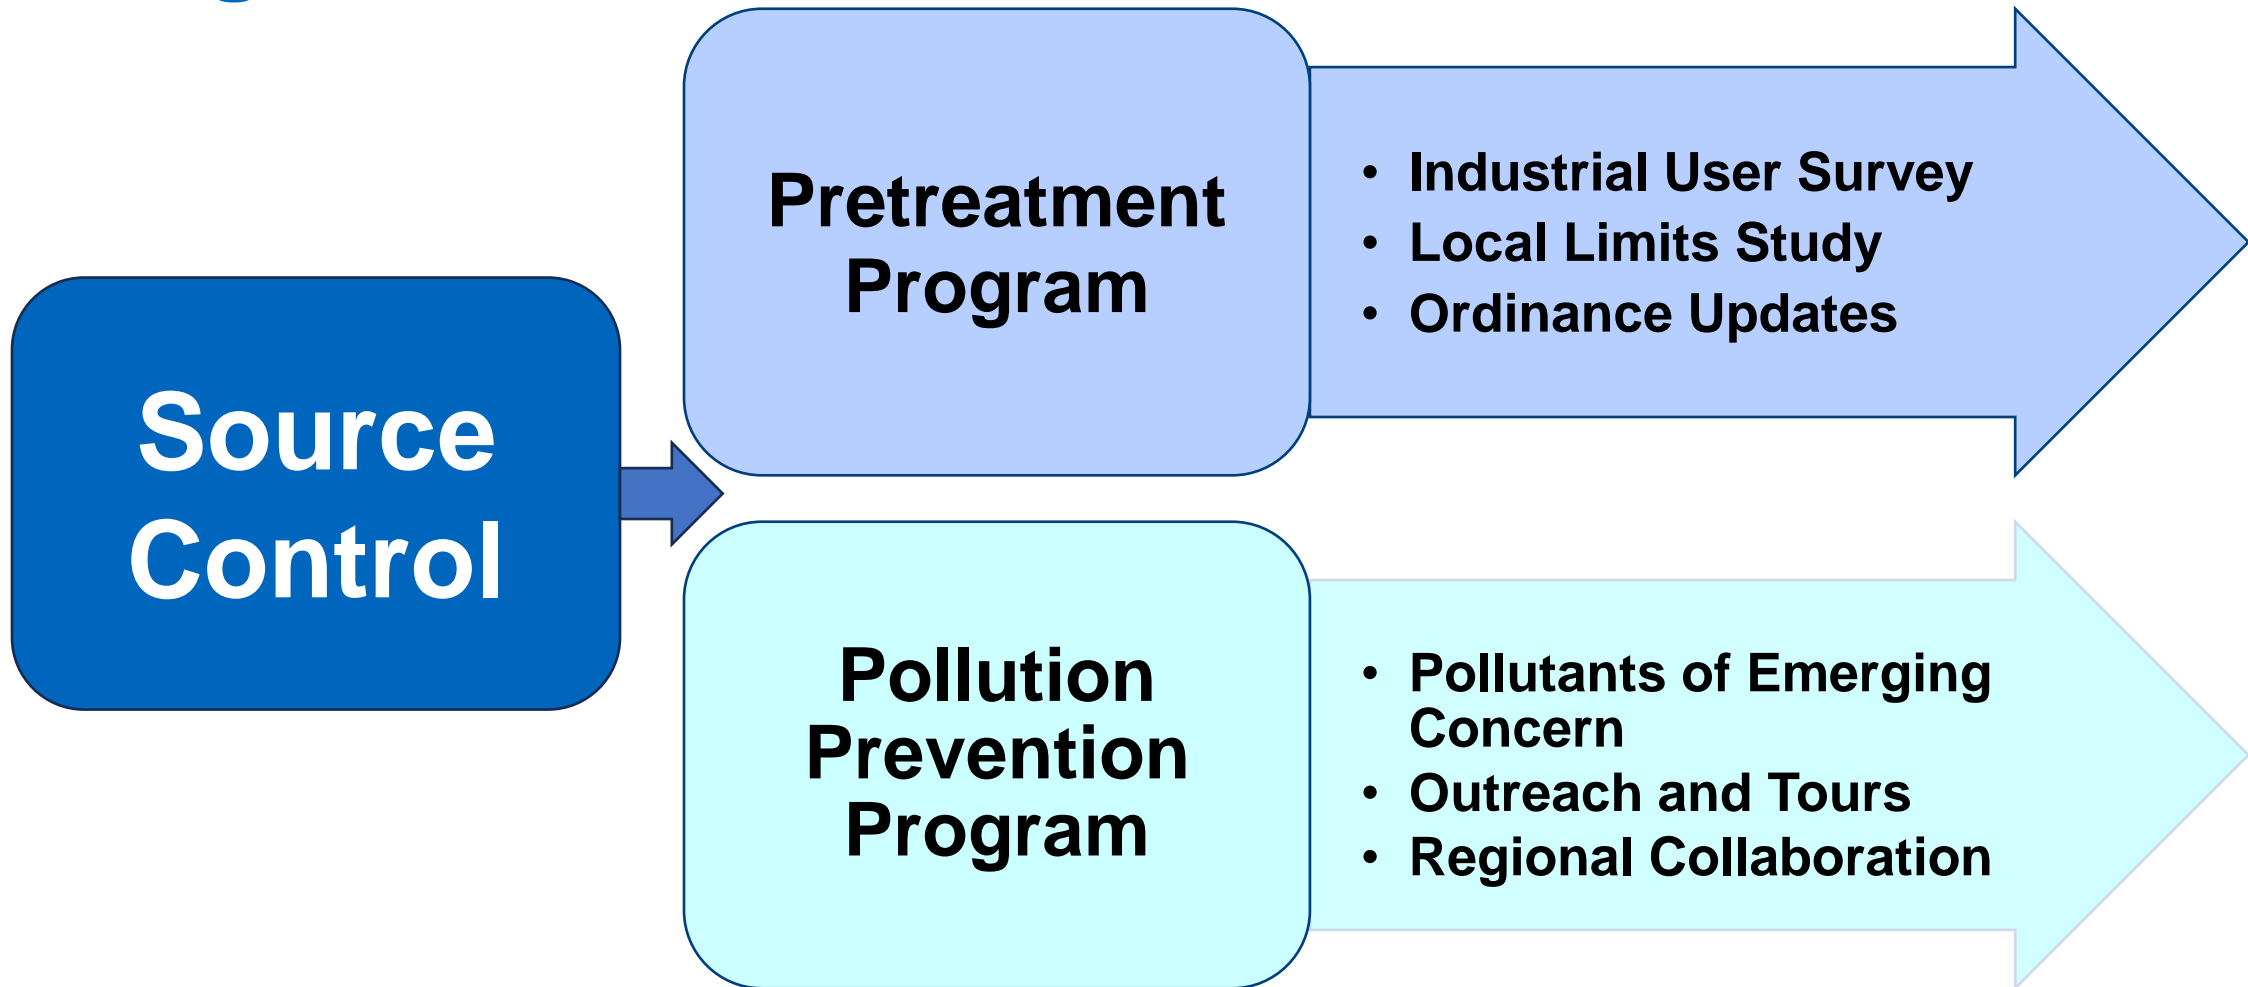 Source
Control
Pretreatment
Program
• Industrial User Survey
• Local Limits Study
• Ordinance Updates
Pollution
Prevention
Program
• Pollutants of Emerging
Concern
• Outreach and Tours
• Regional Collaboration